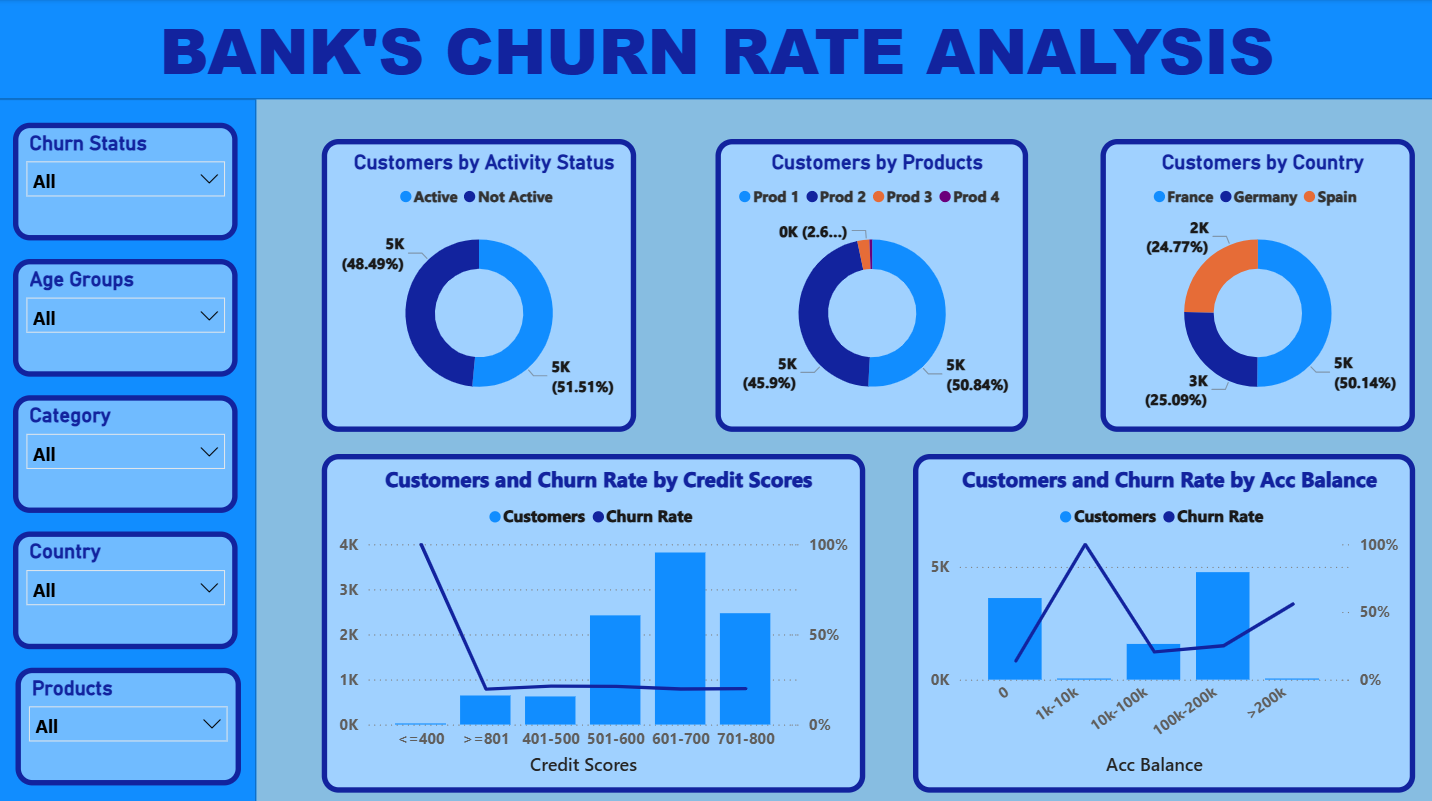 BANK'S CHURN RATE ANALYSIS
Churn Status
All
Age Groups
All
Category
All
Country
All
Products
All
Customers by Activity Status
Active Not Active
5K
(48.49%)
5K
(51.51%)
Customers by Products
Prod 1 Prod 2 Prod 3 Prod 4
0K (2.6...)
5K
(45.9%)
5K
(50.84%)
Customers by Country
France Germany Spain
2K
(24.77%)
3K
(25.09%)
5K
(50.14%)
Customers and Churn Rate by Credit Scores
Customers Churn Rate
4K 100%
3K
2K 50%
1K
0K 0%
<=400 >=801 401-500 501-600 601-700 701-800
Credit Scores
Customers and Churn Rate by Acc Balance
Customers Churn Rate
100%
5K
50%
0K 0%
0 1k-10k 10k-100k 100k-200k >200k
Acc Balance